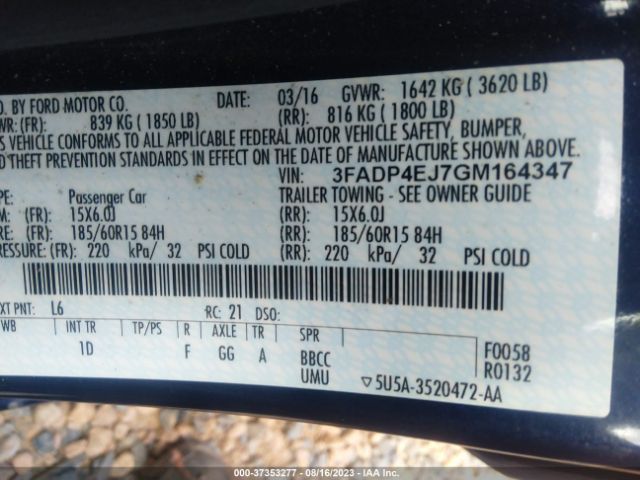 O. BY FORD MOTOR CO. DATE: 03/16 GVWR: 1642 KG ( 3620 LB)
WR: (FR): 839 KG ( 1850 LB) (RR): 816 KG ( 1800 LB)
S VEHICLE CONFORMS TO ALL APPLICABLE FEDERAL MOTOR VEHICLE SAFETY, BUMPER,
D THEFT PREVENTION STANDARDS IN EFFECT ON THE DATE OF MANUFACTURE SHOWN ABOVE.
VIN: 3FADP4EJ7GM164347
PE: Passenger Car TRAILER TOWING - SEE OWNER GUIDE
M: (FR): 15X6.0J (RR): 15X6.0J
(FR): 185/60R15 84H (RR): 185/60R15 84H
ESSURE: (FR): 220 kPa/ 32 PSI COLD (RR): 220 kPa/ 32 PSI COLD
XT PNT: L6 RC: 21 DSO:
WB INT TR TP/PS R AXLE TR SPR
1D F GG A BBCC
UMU
F0058
R0132
▽5U5A-3520472-AA
900 - 37353277 - 08/16/2023 - IAA Inc.